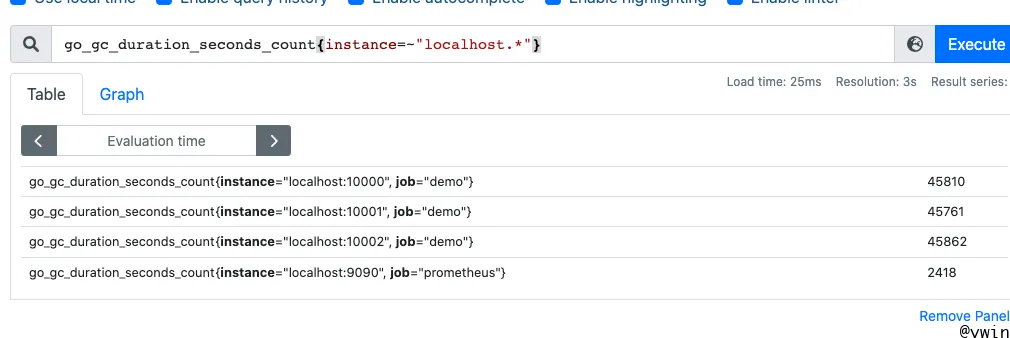 Use local time Enable query history Enable autocomplete Enable highlighting Enable linter
go_gc_duration_seconds_count{instance=~"localhost.*"} Execute
Load time: 25ms Resolution: 3s Result series:
Table Graph
Evaluation time
go_gc_duration_seconds_count{instance="localhost:10000", job="demo"} 45810
go_gc_duration_seconds_count{instance="localhost:10001", job="demo"} 45761
go_gc_duration_seconds_count{instance="localhost:10002", job="demo"} 45862
go_gc_duration_seconds_count{instance="localhost:9090", job="prometheus"} 2418
Remove Panel
@ywin